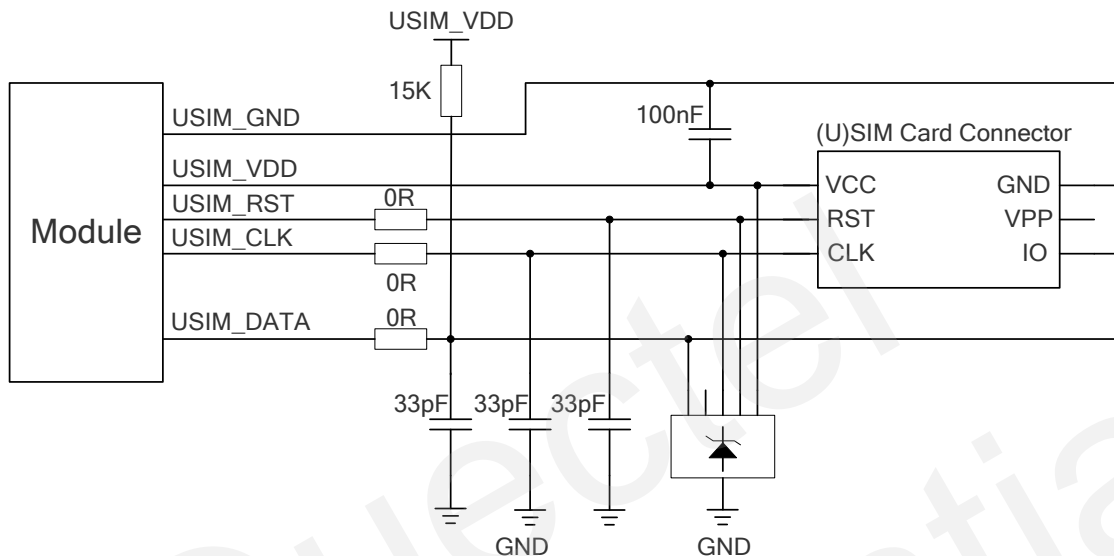 USIM_VDD
15K
USIM_GND
100nF
(U)SIM Card Connector
USIM_VDD
VCC
GND
USIM_RST
0R
RST
VPP
Module
USIM_CLK
CLK
IO
0R
0R
USIM_DATA
33pF
33pF
33pF
GND
GND
Quectel